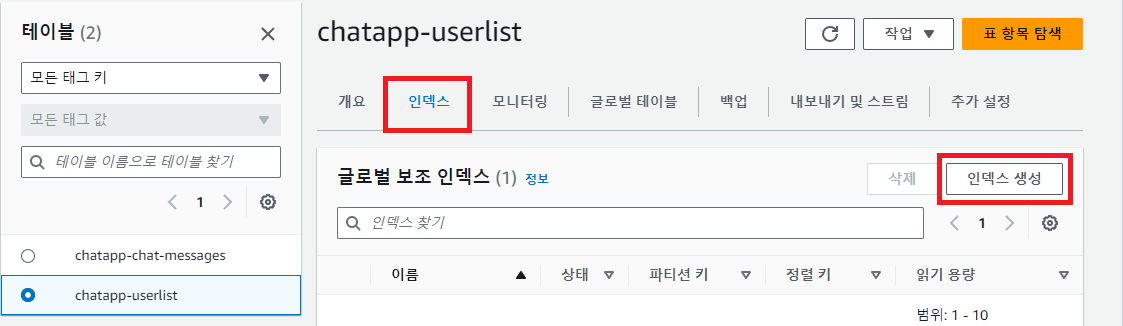 테이블 (2)
모든 태그 키
모든 태그 값
테이블 이름으로 테이블 찾기
1
chatapp-chat-messages
chatapp-userlist
chatapp-userlist
작업
표 항목 탐색
개요 인덱스 모니터링 글로벌 테이블 백업 내보내기 및 스트림 추가 설정
글로벌 보조 인덱스 (1) 정보
삭제 인덱스 생성
인덱스 찾기
1
이름 상태 파티션 키 정렬 키 읽기 용량
범위: 1 - 10